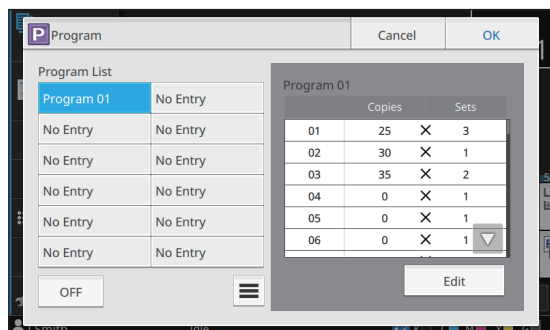 P Program
Cancel
OK
Program List
Program 01
No Entry
No Entry
No Entry
No Entry
No Entry
No Entry
No Entry
No Entry
No Entry
No Entry
No Entry
OFF
Program 01
Copies Sets
01 25 X 3
02 30 X 1
03 35 X 2
04 0 X 1
05 0 X 1
06 0 X 1
Edit
J.Smith
Idle